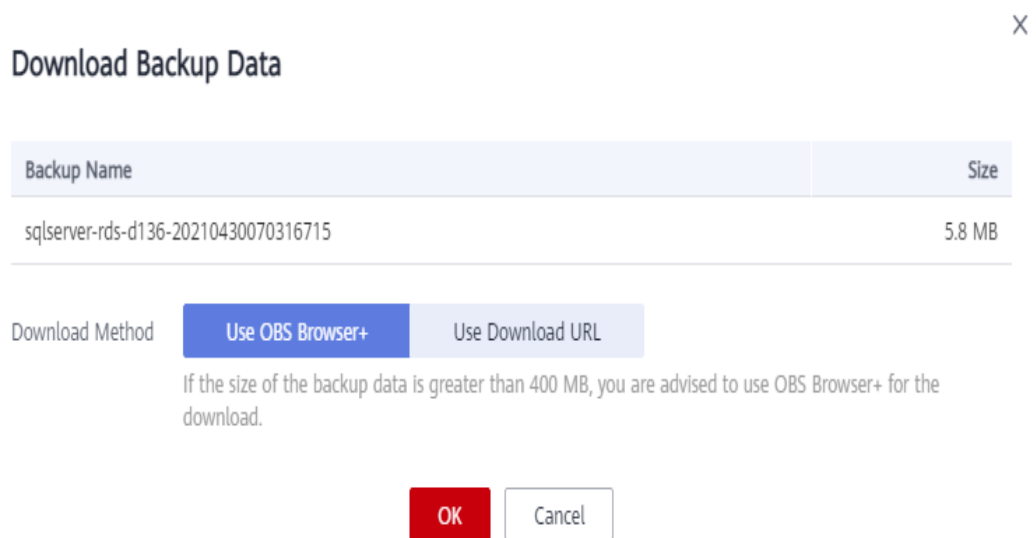 X
Download Backup Data
Backup Name Size
sqlserver-rds-d136-20210430070316715 5.8 MB
Download Method Use OBS Browser+ Use Download URL
If the size of the backup data is greater than 400 MB, you are advised to use OBS Browser+ for the
download.
OK Cancel